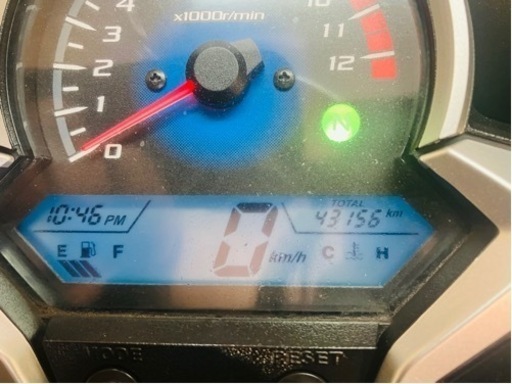 x1000r/min
4
3
2
1
0
10
11
12
N
10:46 PM
TOTAL
43156 km
E F
0 km/h
C H
MODE RESET